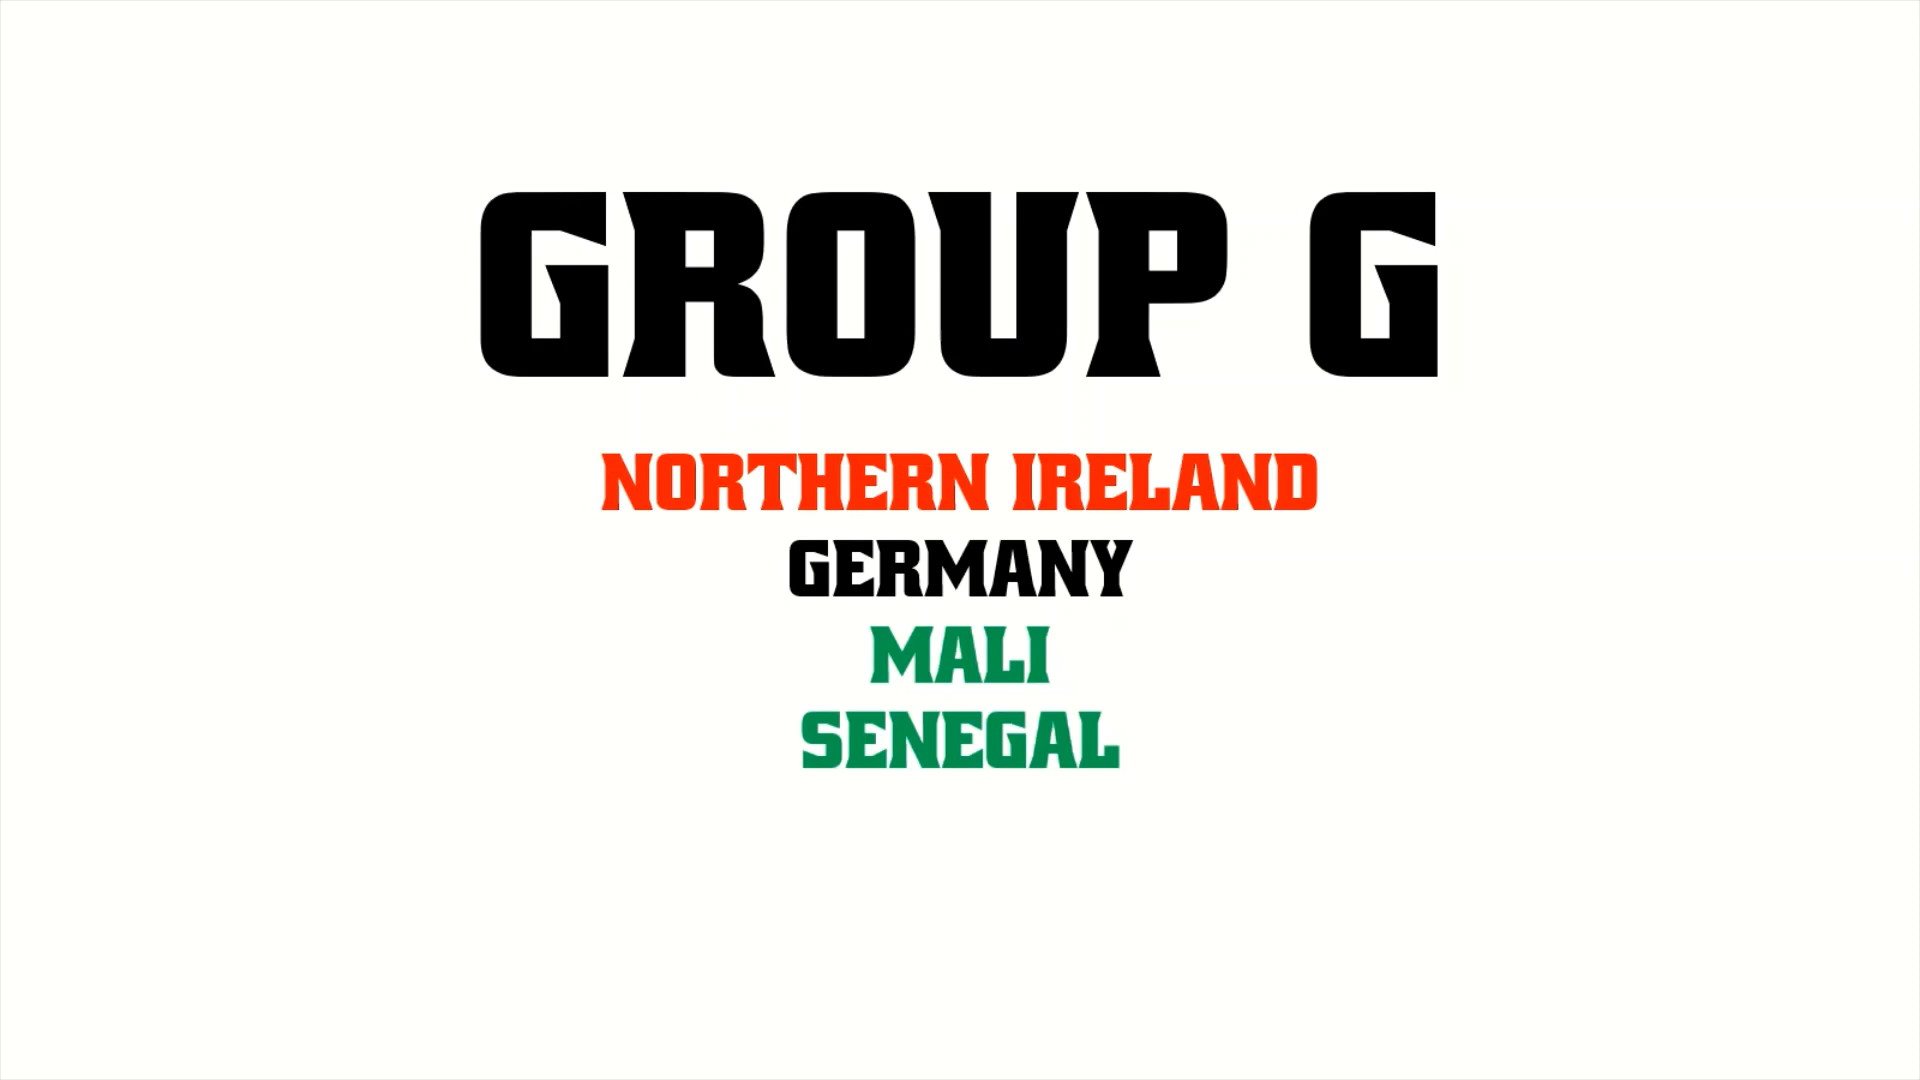 GROUP G
NORTHERN IRELAND
GERMANY
MALI
SENEGAL